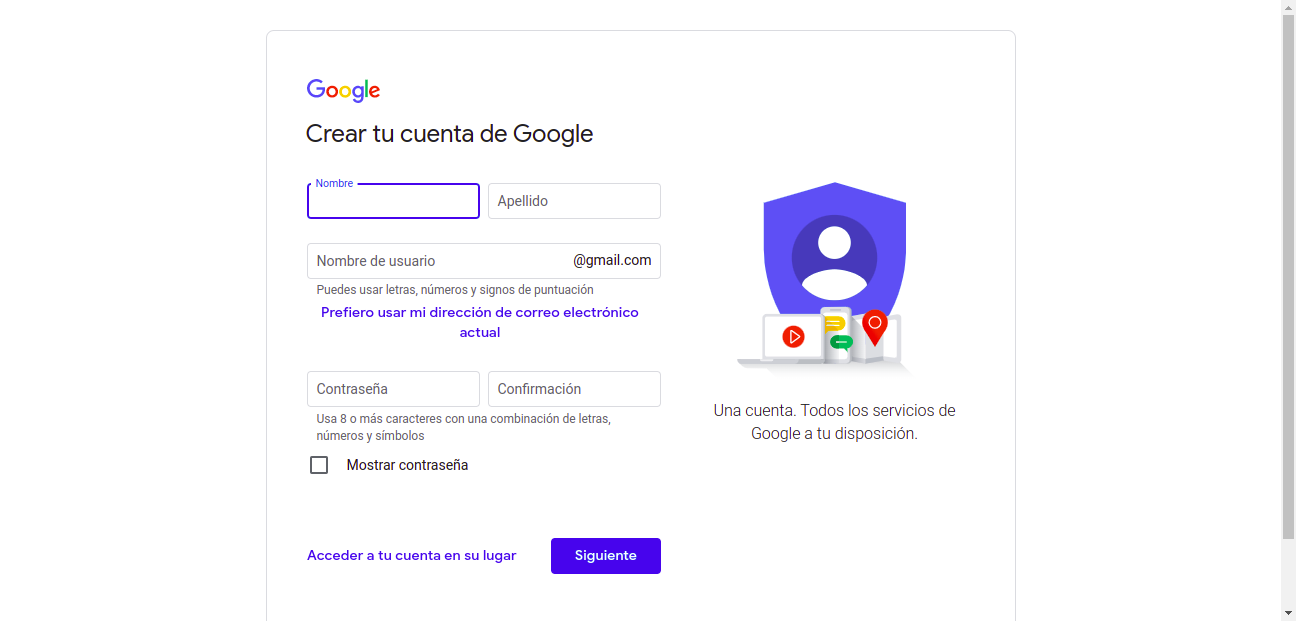 Google
Crear tu cuenta de Google
Nombre
Apellido
Nombre de usuario
@gmail.com
Puedes usar letras, números y signos de puntuación
Prefiero usar mi dirección de correo electrónico
actual
Contraseña
Confirmación
Usa 8 o más caracteres con una combinación de letras,
números y símbolos
Mostrar contraseña
Acceder a tu cuenta en su lugar
Siguiente
Una cuenta. Todos los servicios de
Google a tu disposición.